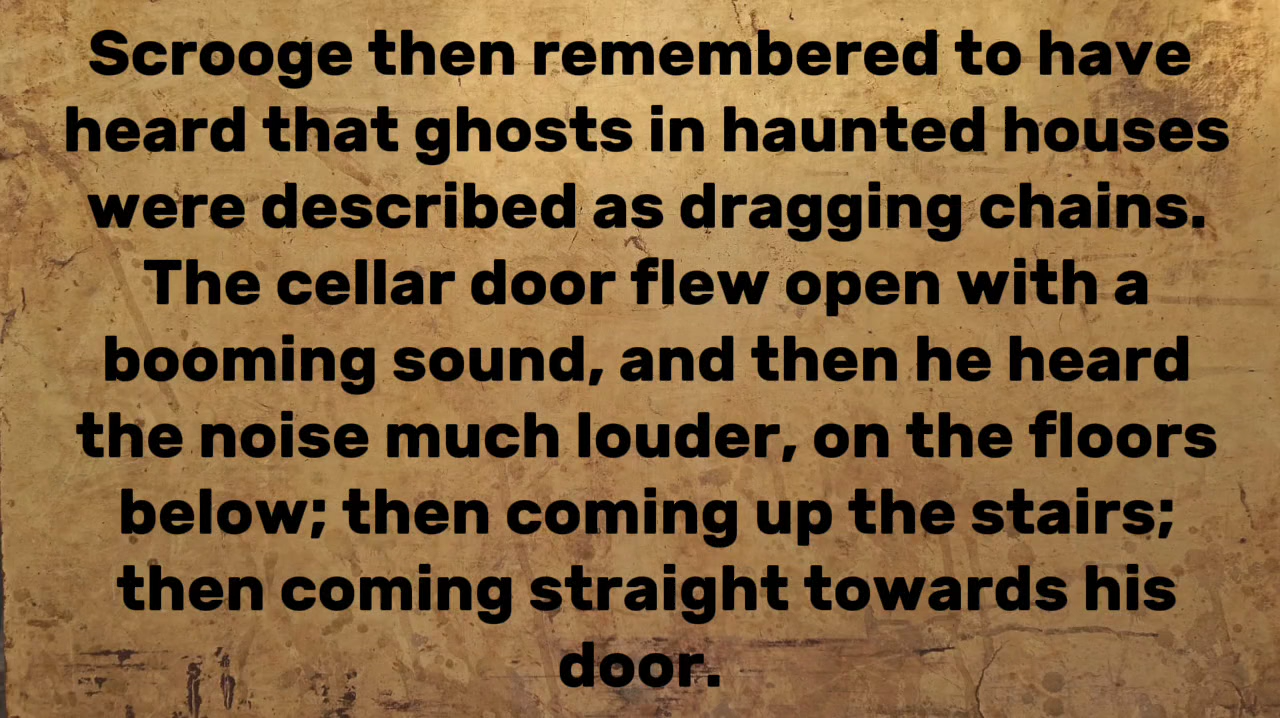 Scrooge then remembered to have
heard that ghosts in haunted houses
were described as dragging chains.
The cellar door flew open with a
booming sound, and then he heard
the noise much louder, on the floors
below; then coming up the stairs;
then coming straight towards his
door.